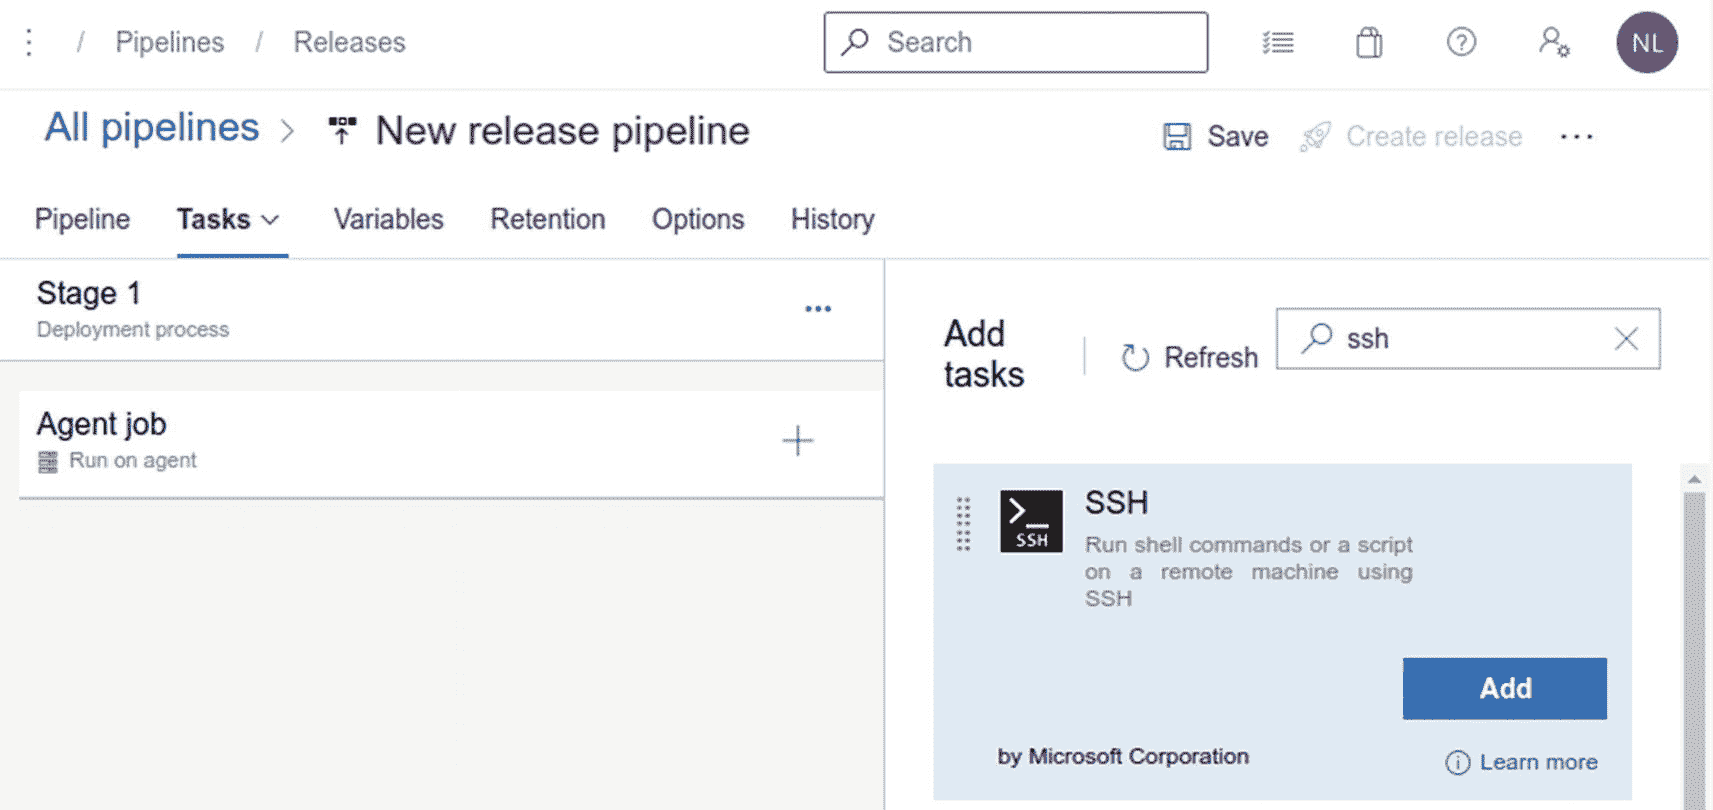 / Pipelines / Releases
Search
NL
All pipelines > New release pipeline
Save
Create release
...
Pipeline Tasks Variables Retention Options History
Stage 1
Deployment process
...
Agent job
Run on agent
+
Add
tasks
Refresh
ssh
SSH
SSH
Run shell commands or a script
on a remote machine using
SSH
Add
by Microsoft Corporation
Learn more